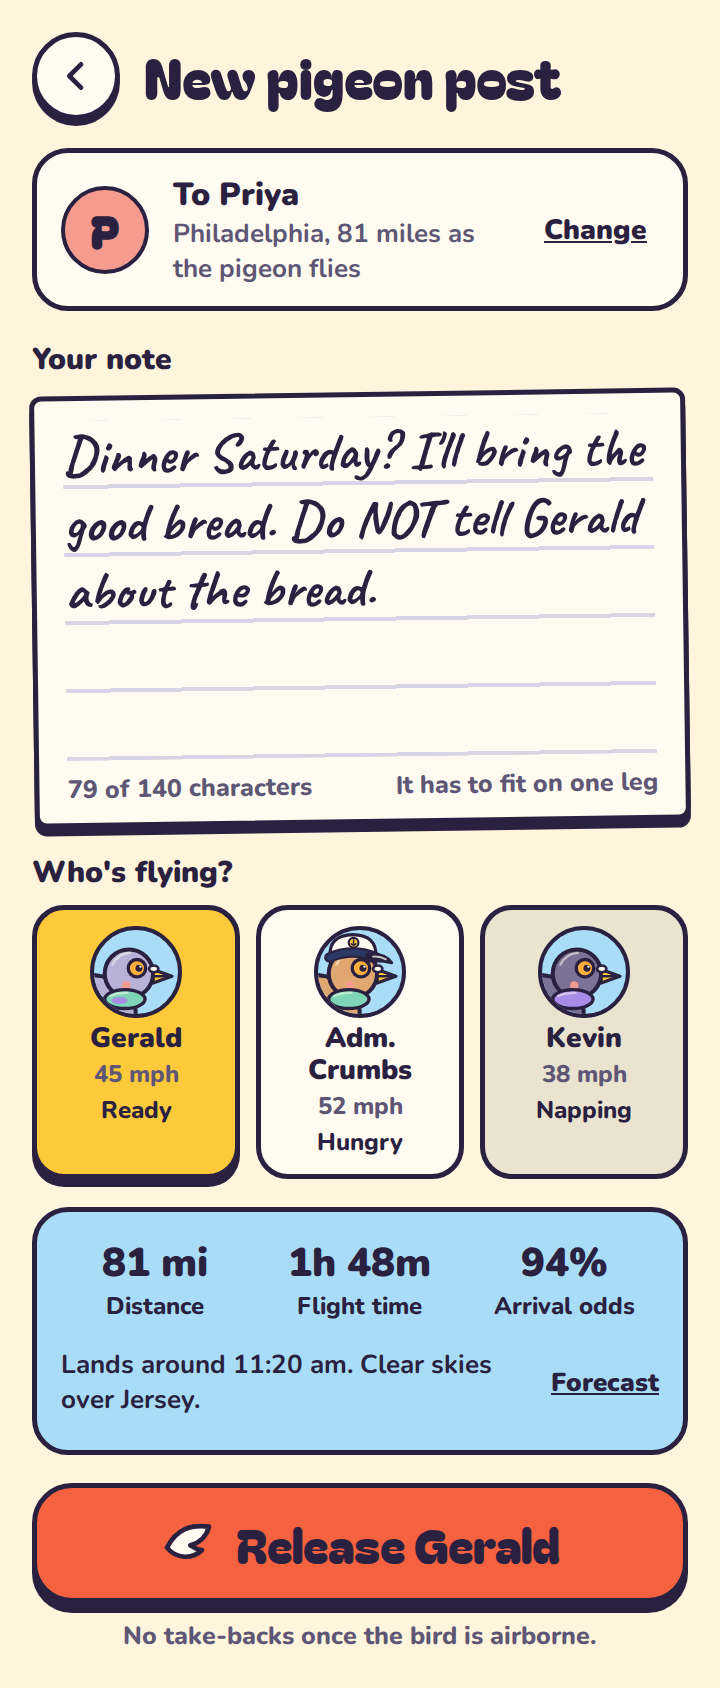 New pigeon post
P
To Priya
Philadelphia, 81 miles as
the pigeon flies
Change
Your note
Dinner Saturday? I'll bring the
good bread. Do NOT tell Gerald
about the bread.
79 of 140 characters
It has to fit on one leg
Who's flying?
Gerald
45 mph
Ready
Adm.
Crumbs
52 mph
Hungry
Kevin
38 mph
Napping
81 mi
Distance
1h 48m
Flight time
94%
Arrival odds
Lands around 11:20 am. Clear skies
over Jersey.
Forecast
Release Gerald
No take-backs once the bird is airborne.